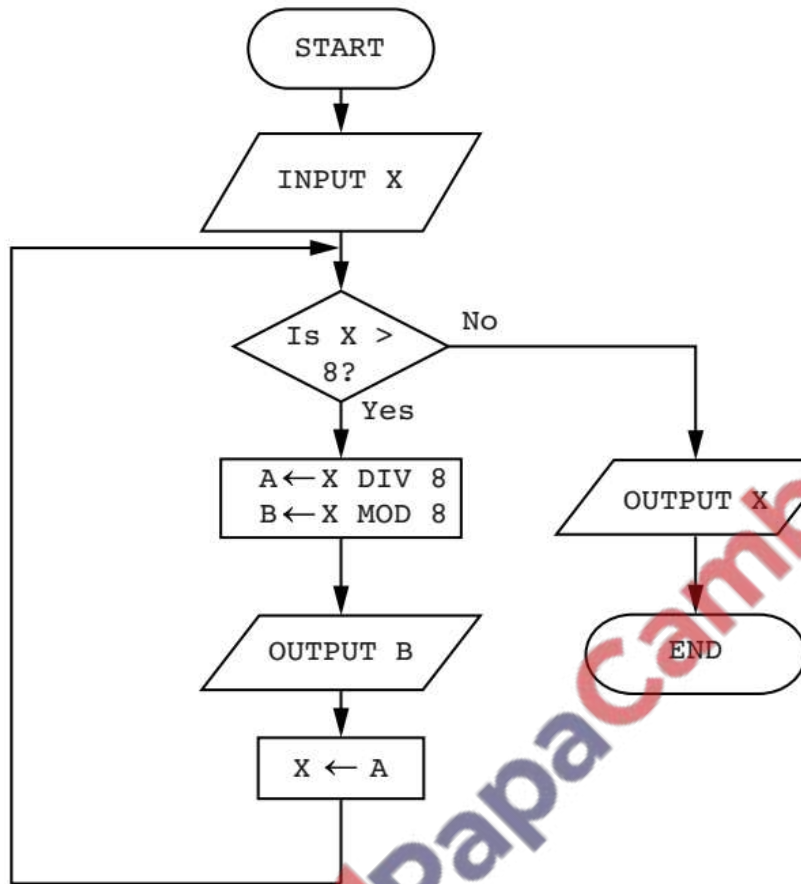 START
INPUT X
Is X >
8?
No
Yes
A ← X DIV 8
B ← X MOD 8
OUTPUT X
OUTPUT B
END
X ← A
PapaCamb